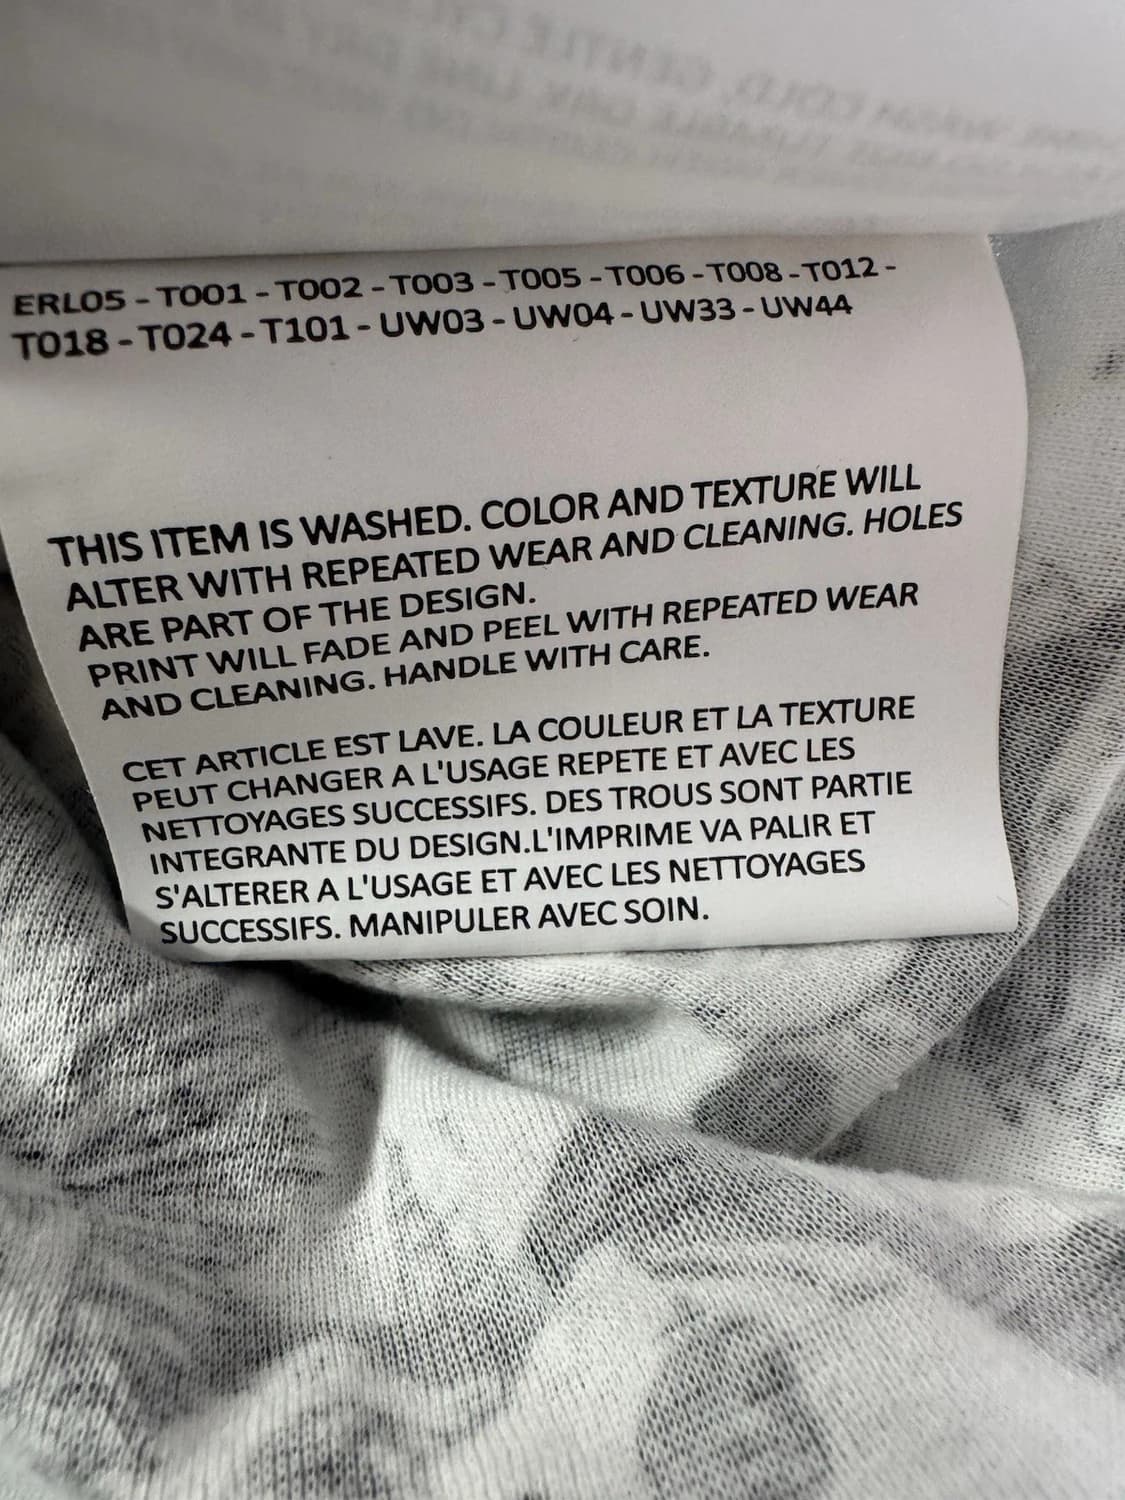 ERL05 - T001 - T002 - T003 - T005 - T006 - T008 - T012 -
T018 - T024 - T101 - UW03 - UW04 - UW33 - UW44
THIS ITEM IS WASHED. COLOR AND TEXTURE WILL
ALTER WITH REPEATED WEAR AND CLEANING. HOLES
ARE PART OF THE DESIGN.
PRINT WILL FADE AND PEEL WITH REPEATED WEAR
AND CLEANING. HANDLE WITH CARE.
CET ARTICLE EST LAVE. LA COULEUR ET LA TEXTURE
PEUT CHANGER A L'USAGE REPETE ET AVEC LES
NETTOYAGES SUCCESSIFS. DES TROUS SONT PARTIE
INTEGRANTE DU DESIGN.L'IMPRIME VA PALIR ET
S'ALTERER A L'USAGE ET AVEC LES NETTOYAGES
SUCCESSIFS. MANIPULER AVEC SOIN.